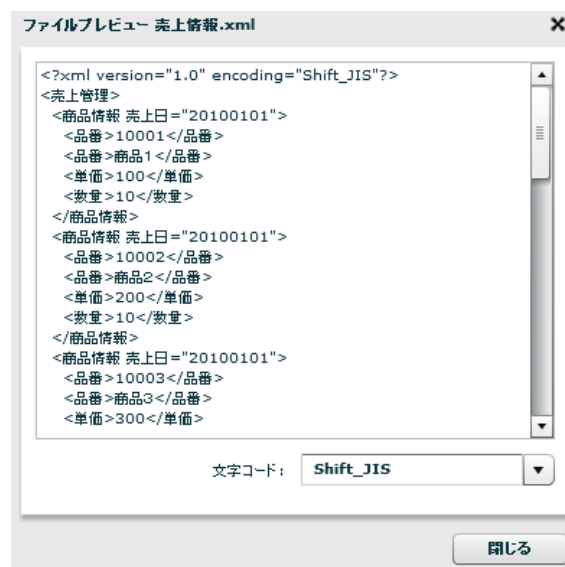 ファイルプレビュー 売上情報.xml
<?xml version="1.0" encoding="Shift_JIS"?>
<売上管理>
<商品情報 売上日="20100101">
<品番>10001</品番>
<品番>商品1</品番>
<単価>100</単価>
<数量>10</数量>
</商品情報>
<商品情報 売上日="20100101">
<品番>10002</品番>
<品番>商品2</品番>
<単価>200</単価>
<数量>10</数量>
</商品情報>
<商品情報 売上日="20100101">
<品番>10003</品番>
<品番>商品3</品番>
<単価>300</単価>
文字コード: Shift_JIS
閉じる